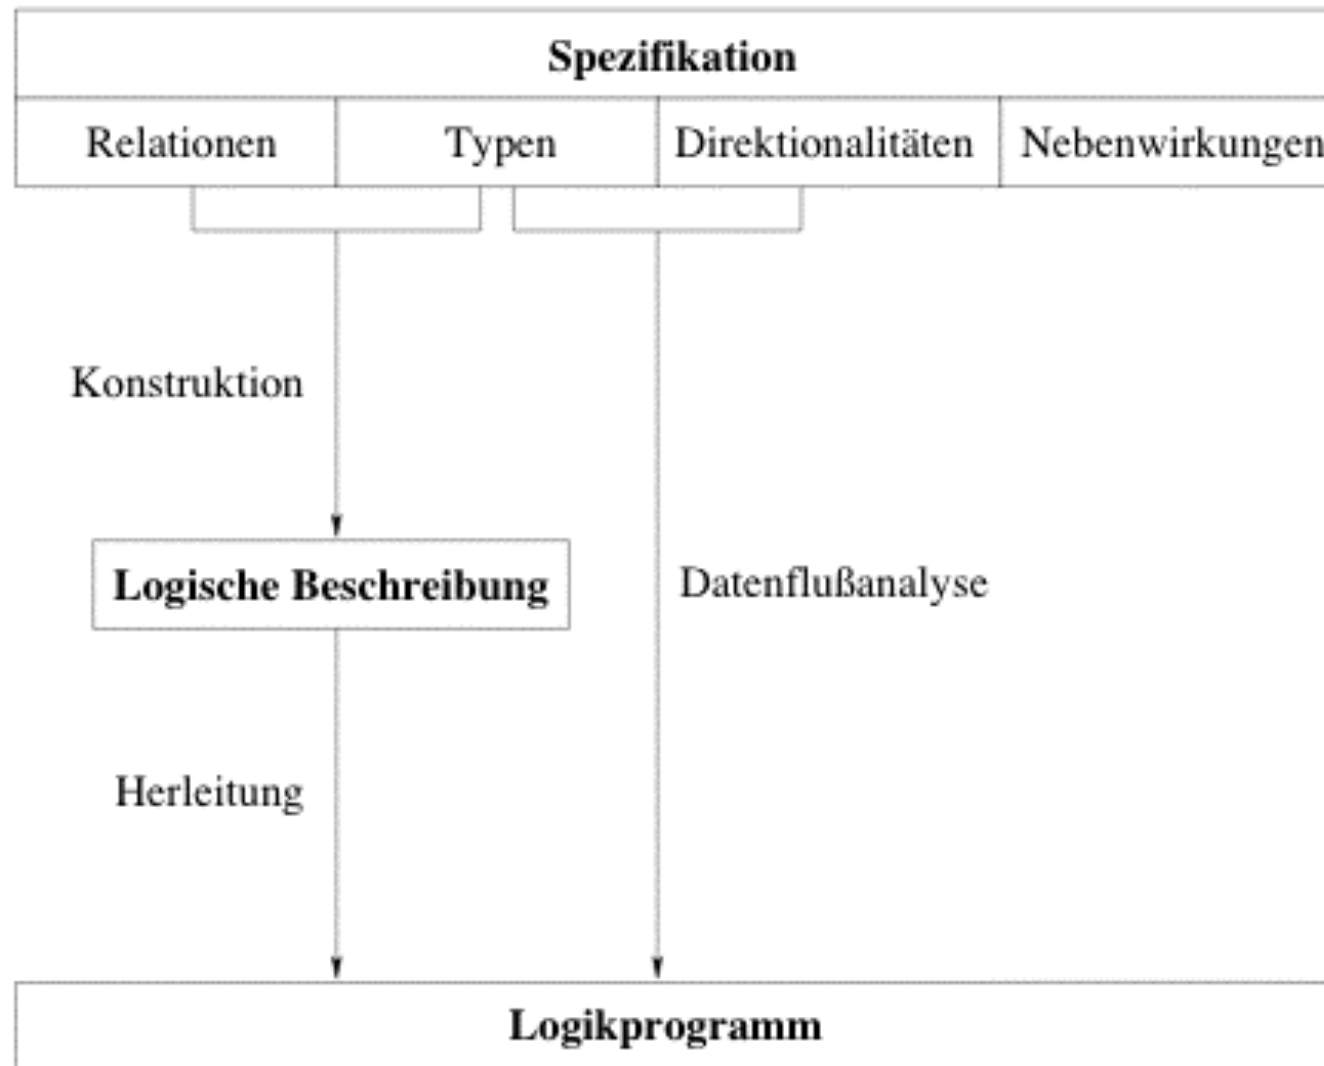 Spezifikation
Relationen Typen Direktionalitäten Nebenwirkungen
Konstruktion
Logische Beschreibung
Datenflußanalyse
Herleitung
Logikprogramm